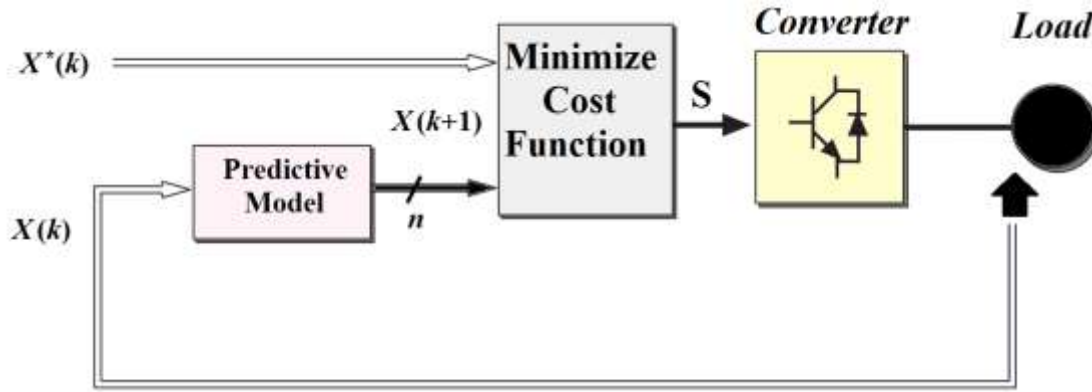 Converter
Load
X*(k)
Minimize
Cost
Function
S
X(k+1)
Predictive
Model
n
X(k)